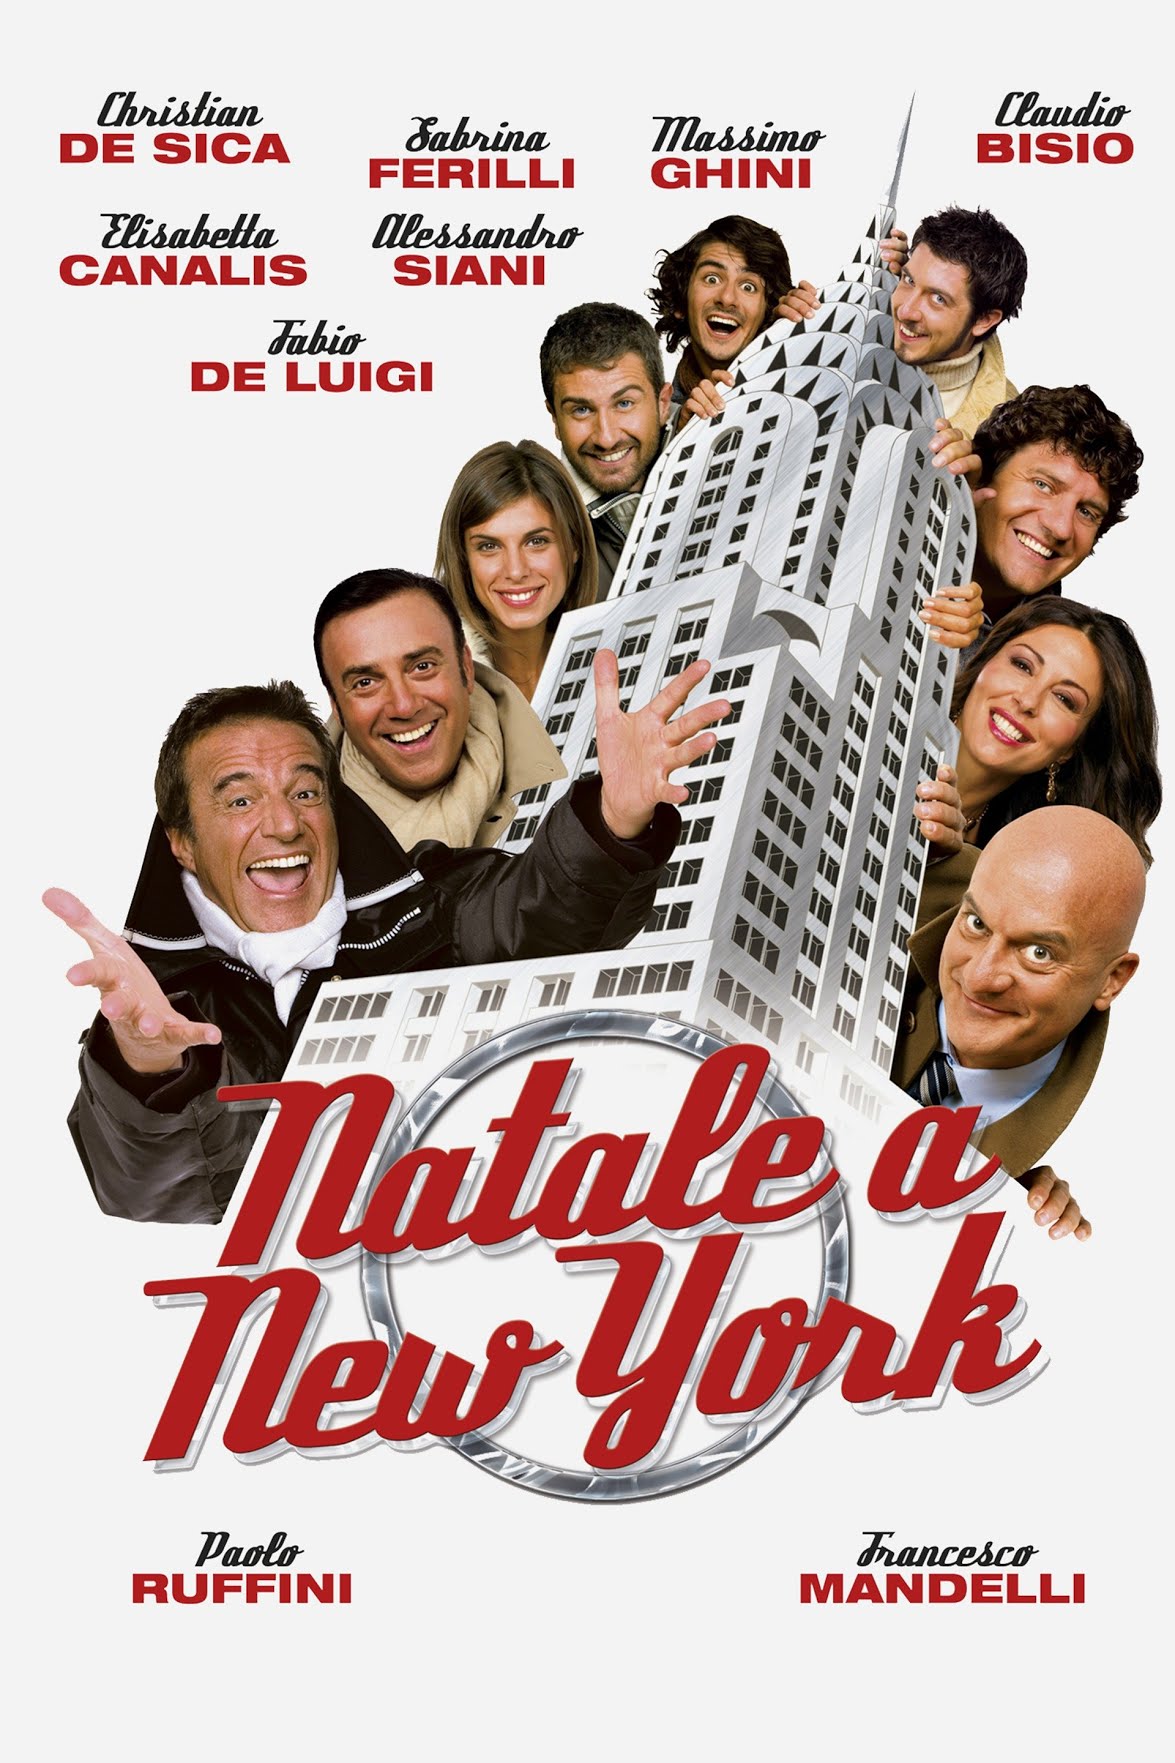 Christian
DE SICA
Sabrina
FERILLI
Massimo
GHINI
Claudio
BISIO
Elisabetta
CANALIS
Alessandro
SIANI
Fabio
DE LUIGI
Natale a
New York
Paolo
RUFFINI
Francesco
MANDELLI